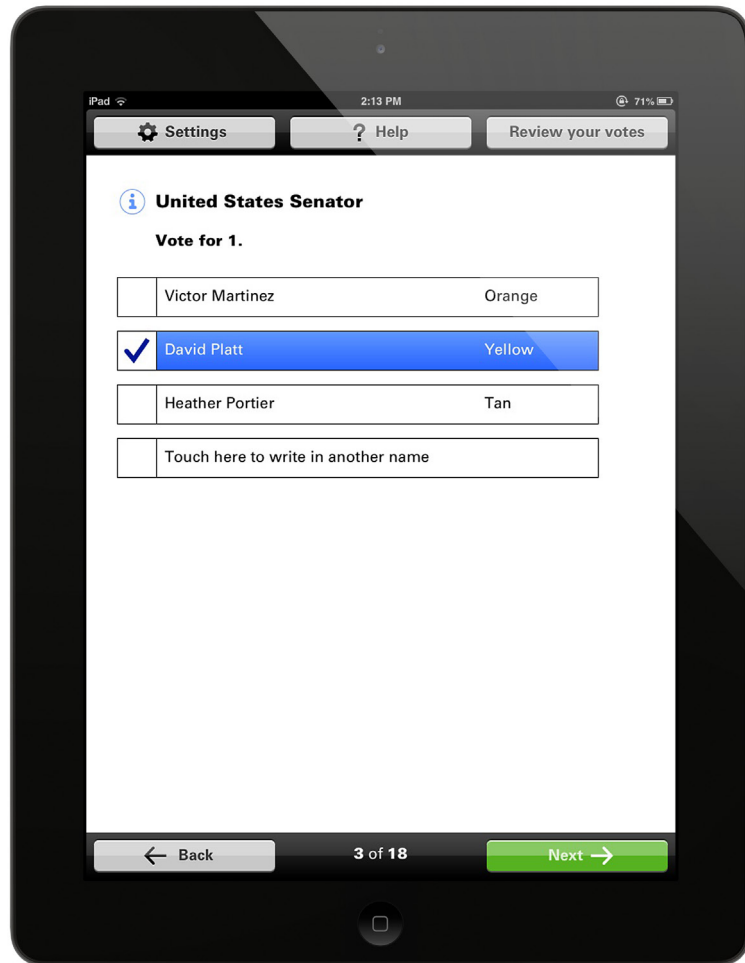 iPad 2:13 PM 71%
Settings ? Help Review your votes
i United States Senator
Vote for 1.
Victor Martinez Orange
David Platt Yellow
Heather Portier Tan
Touch here to write in another name
← Back 3 of 18 Next →